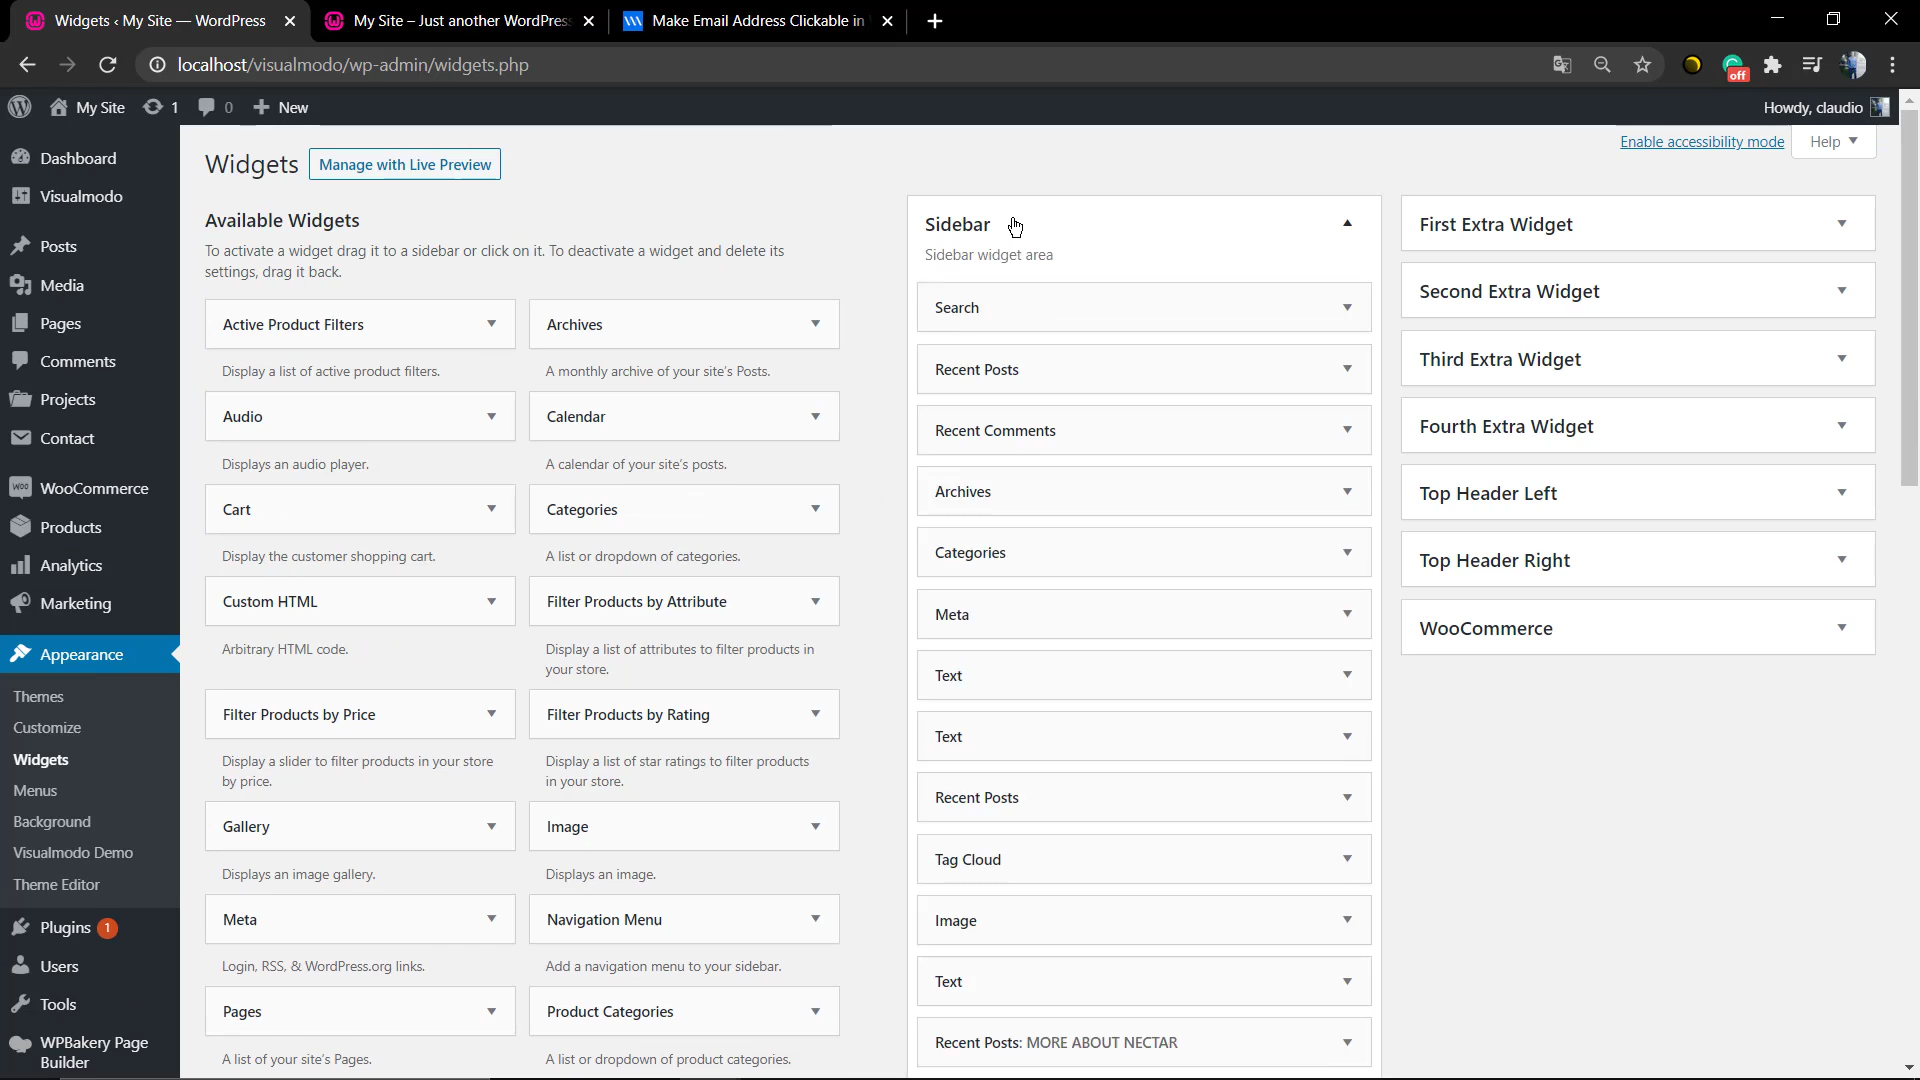 Widgets ‹ My Site — WordPress
My Site – Just another WordPress
Make Email Address Clickable in
localhost/visualmodo/wp-admin/widgets.php
off
My Site
1
0
New
Howdy, claudio
Dashboard
Visualmodo
Posts
Media
Pages
Comments
Projects
Contact
WooCommerce
Products
Analytics
Marketing
Appearance
Themes
Customize
Widgets
Menus
Background
Visualmodo Demo
Theme Editor
Plugins 1
Users
Tools
WPBakery Page
Builder
Widgets
Manage with Live Preview
Enable accessibility mode
Help
Available Widgets
To activate a widget drag it to a sidebar or click on it. To deactivate a widget and delete its
settings, drag it back.
Active Product Filters
Display a list of active product filters.
Archives
A monthly archive of your site's Posts.
Audio
Displays an audio player.
Calendar
A calendar of your site's posts.
Cart
Display the customer shopping cart.
Categories
A list or dropdown of categories.
Custom HTML
Arbitrary HTML code.
Filter Products by Attribute
Display a list of attributes to filter products in
your store.
Filter Products by Price
Display a slider to filter products in your store
by price.
Filter Products by Rating
Display a list of star ratings to filter products
in your store.
Gallery
Displays an image gallery.
Image
Displays an image.
Meta
Login, RSS, & WordPress.org links.
Navigation Menu
Add a navigation menu to your sidebar.
Pages
A list of your site's Pages.
Product Categories
A list or dropdown of product categories.
Sidebar
Sidebar widget area
Search
Recent Posts
Recent Comments
Archives
Categories
Meta
Text
Text
Recent Posts
Tag Cloud
Image
Text
Recent Posts: MORE ABOUT NECTAR
First Extra Widget
Second Extra Widget
Third Extra Widget
Fourth Extra Widget
Top Header Left
Top Header Right
WooCommerce